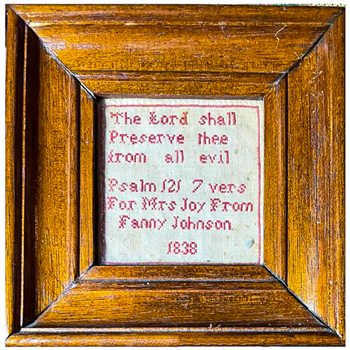 The Lord shall
Preserve thee
from all evil
Psalm 121 7 vers
For Mrs Joy From
Fanny Johnson
1838